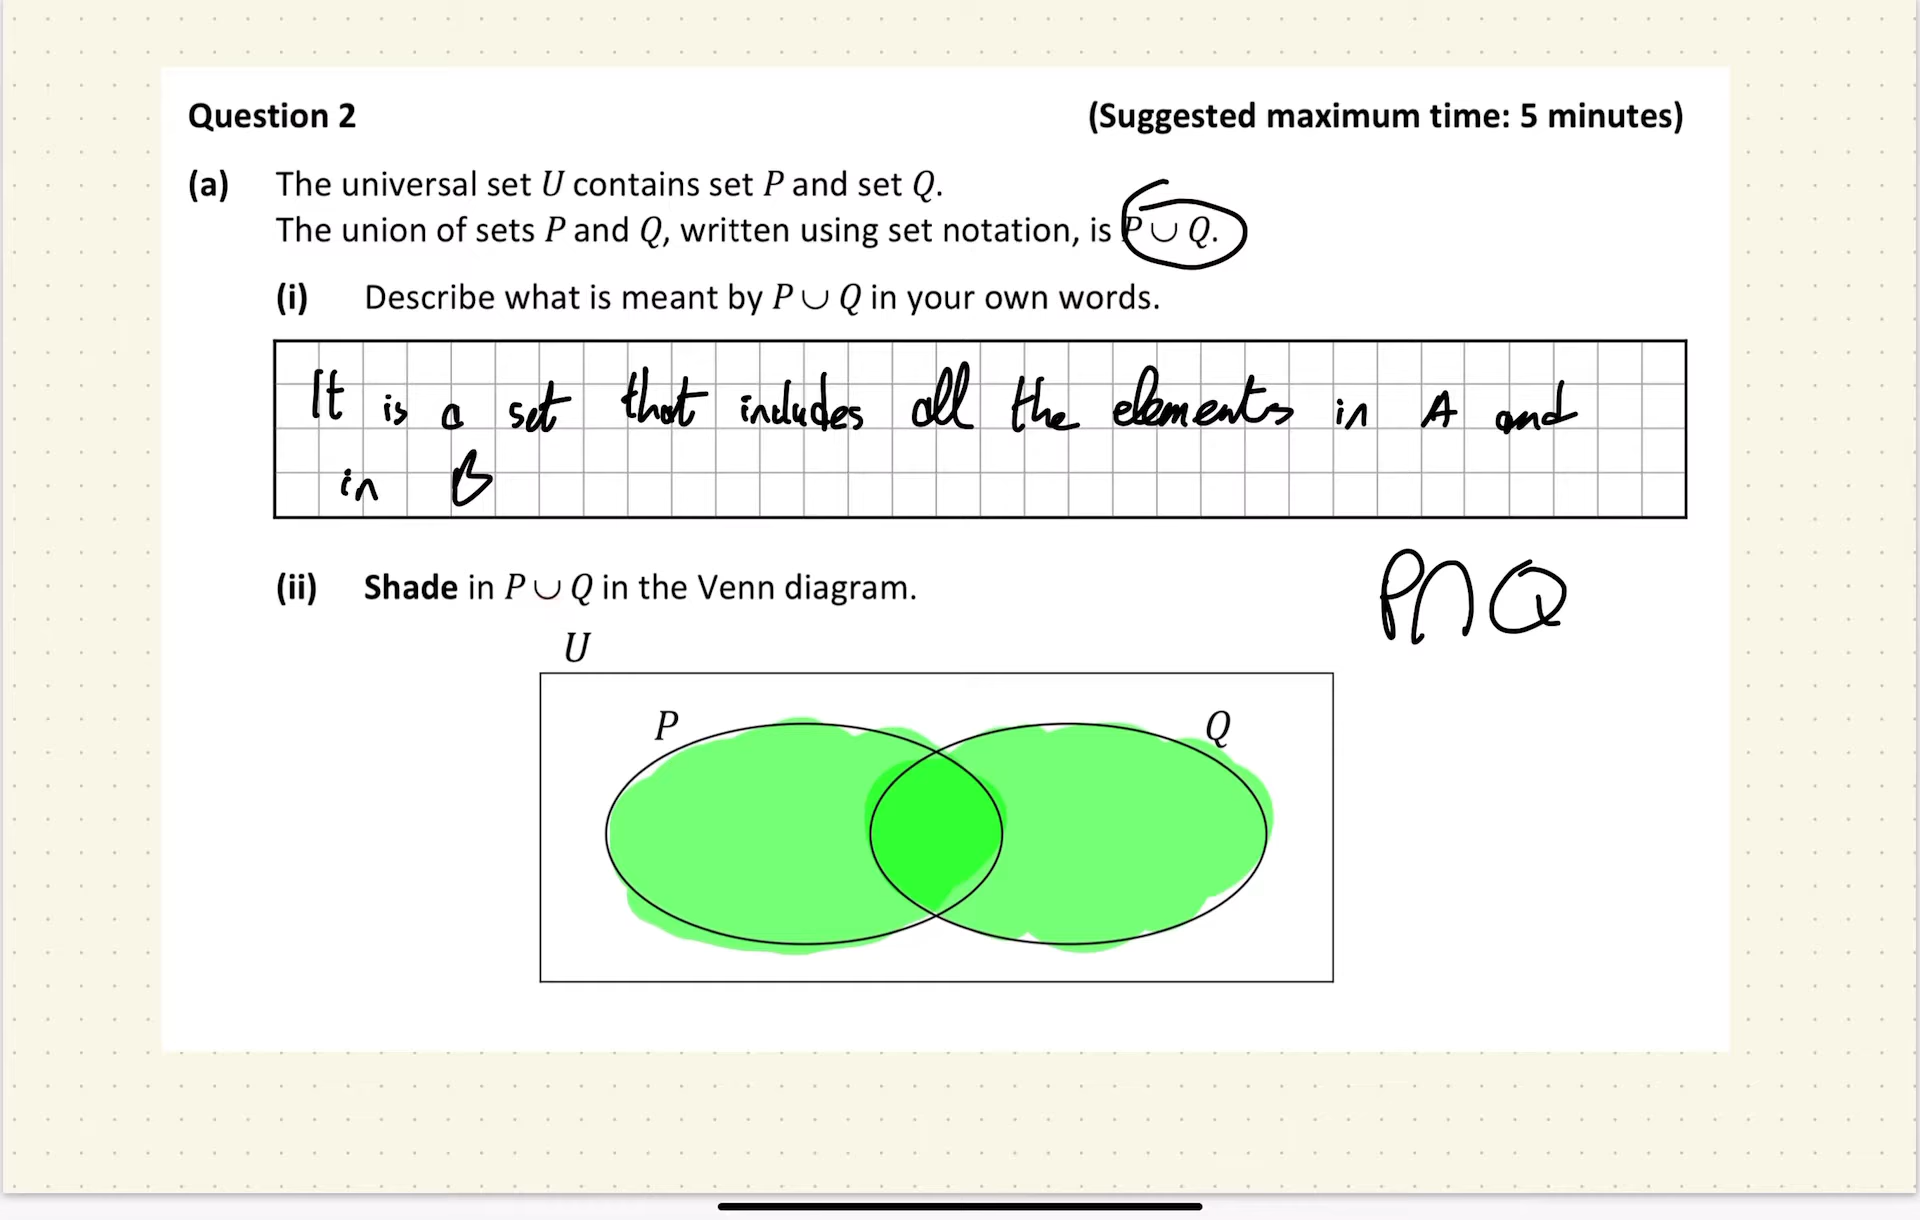 Question 2 (Suggested maximum time: 5 minutes)
(a) The universal set U contains set P and set Q.
The union of sets P and Q, written using set notation, is P ∪ Q.
(i) Describe what is meant by P ∪ Q in your own words.
It is a set that includes all the elements in A and
in B
(ii) Shade in P ∪ Q in the Venn diagram.
P∩Q
U
P Q